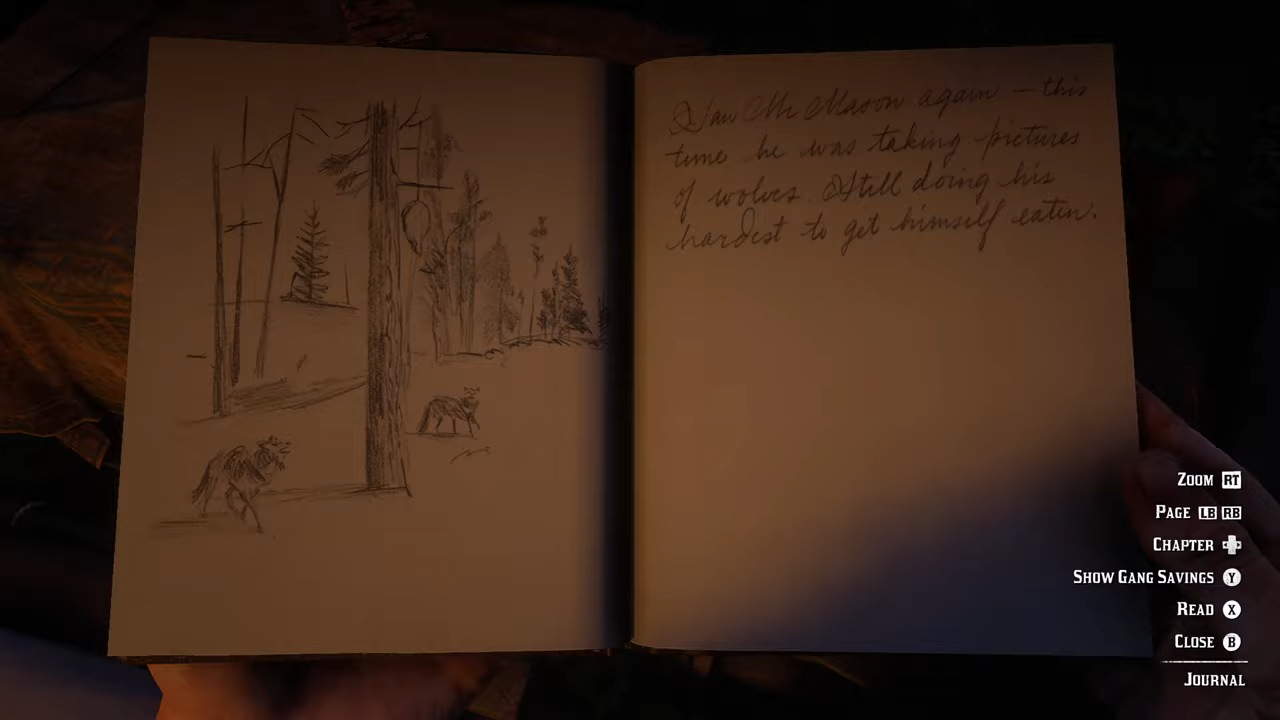 Saw Mr Mason again – this
time he was taking pictures
of wolves. Still doing his
hardest to get himself eaten.
Zoom RT
Page LB RB
Chapter
Show Gang Savings Y
Read X
Close B
Journal